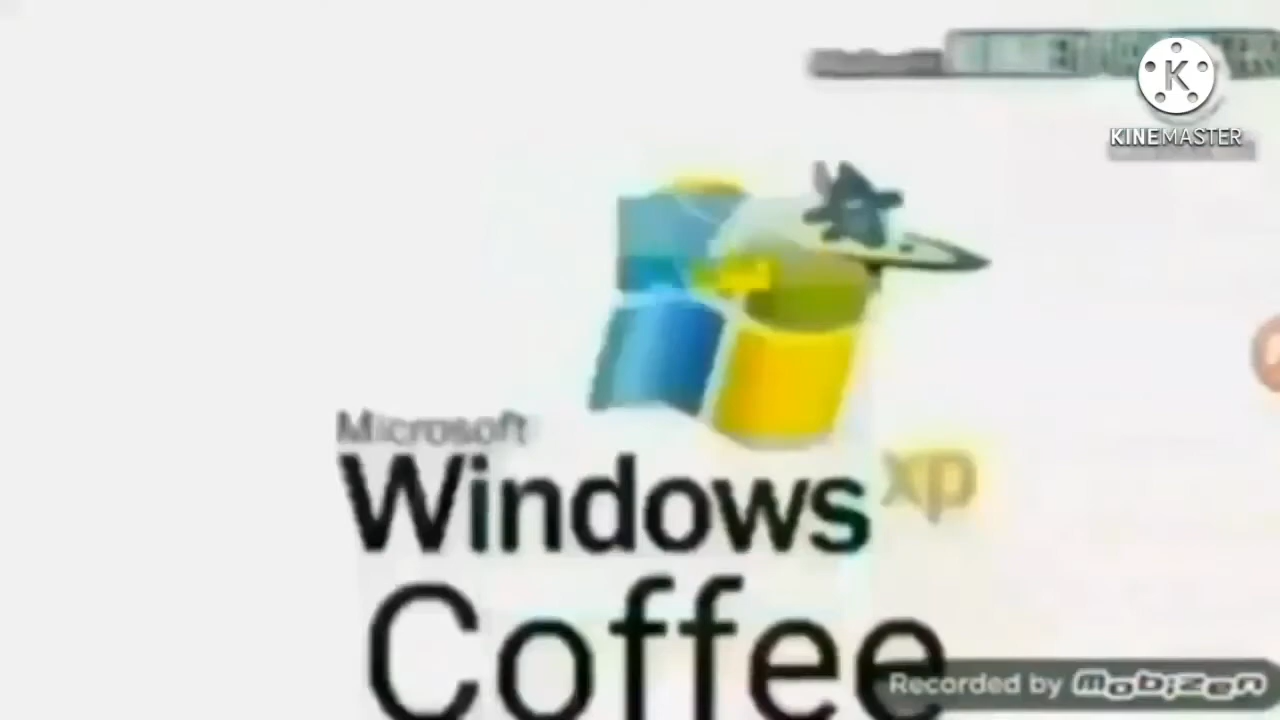 K
KINEMASTER
Microsoft
Windows xp
Coffee
Recorded by Mobizen